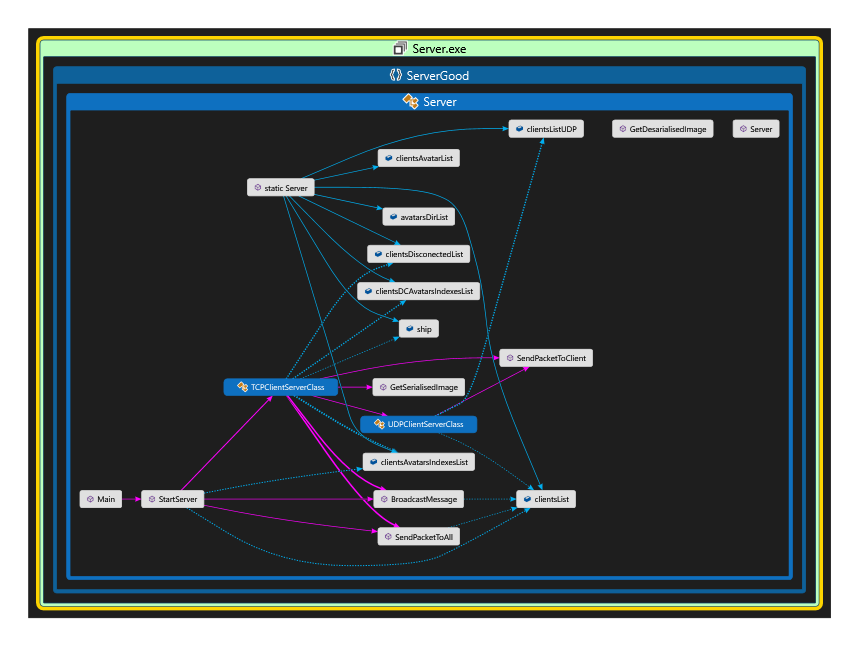 Server.exe
ServerGood
Server
clientsListUDP
GetDesarialisedImage
Server
clientsAvatarList
static Server
avatarsDirList
clientsDisconectedList
clientsDCAvatarsIndexesList
ship
SendPacketToClient
TCPClientServerClass
GetSerialisedImage
UDPClientServerClass
clientsAvatarsIndexesList
Main
StartServer
BroadcastMessage
clientsList
SendPacketToAll